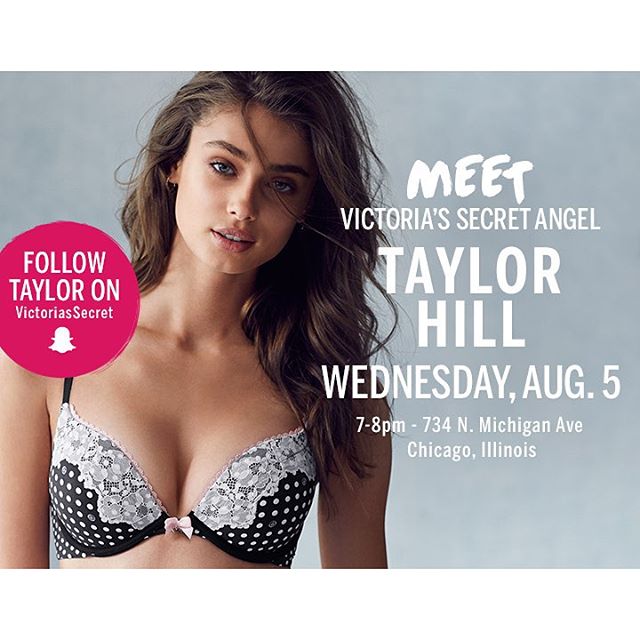 MEET
VICTORIA'S SECRET ANGEL
TAYLOR
HILL
WEDNESDAY, AUG. 5
7-8pm - 734 N. Michigan Ave
Chicago, Illinois
FOLLOW
TAYLOR ON
VictoriasSecret